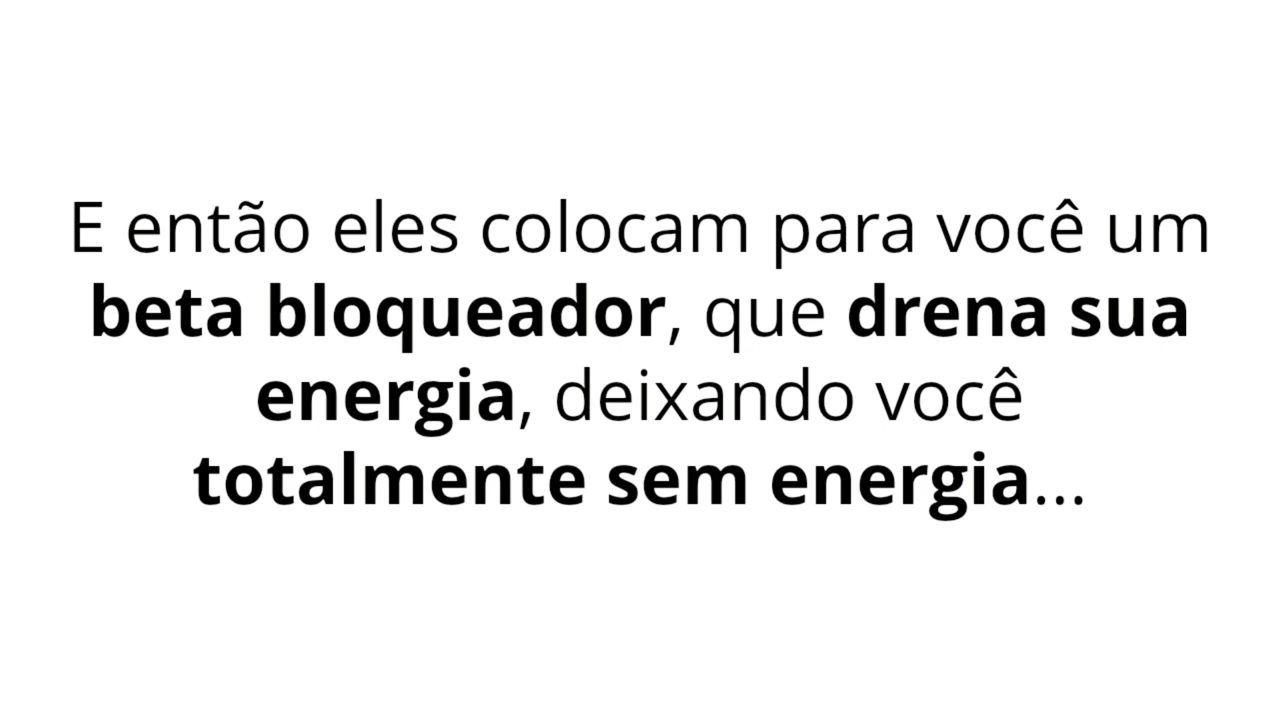 E então eles colocam para você um
beta bloqueador, que drena sua
energia, deixando você
totalmente sem energia...